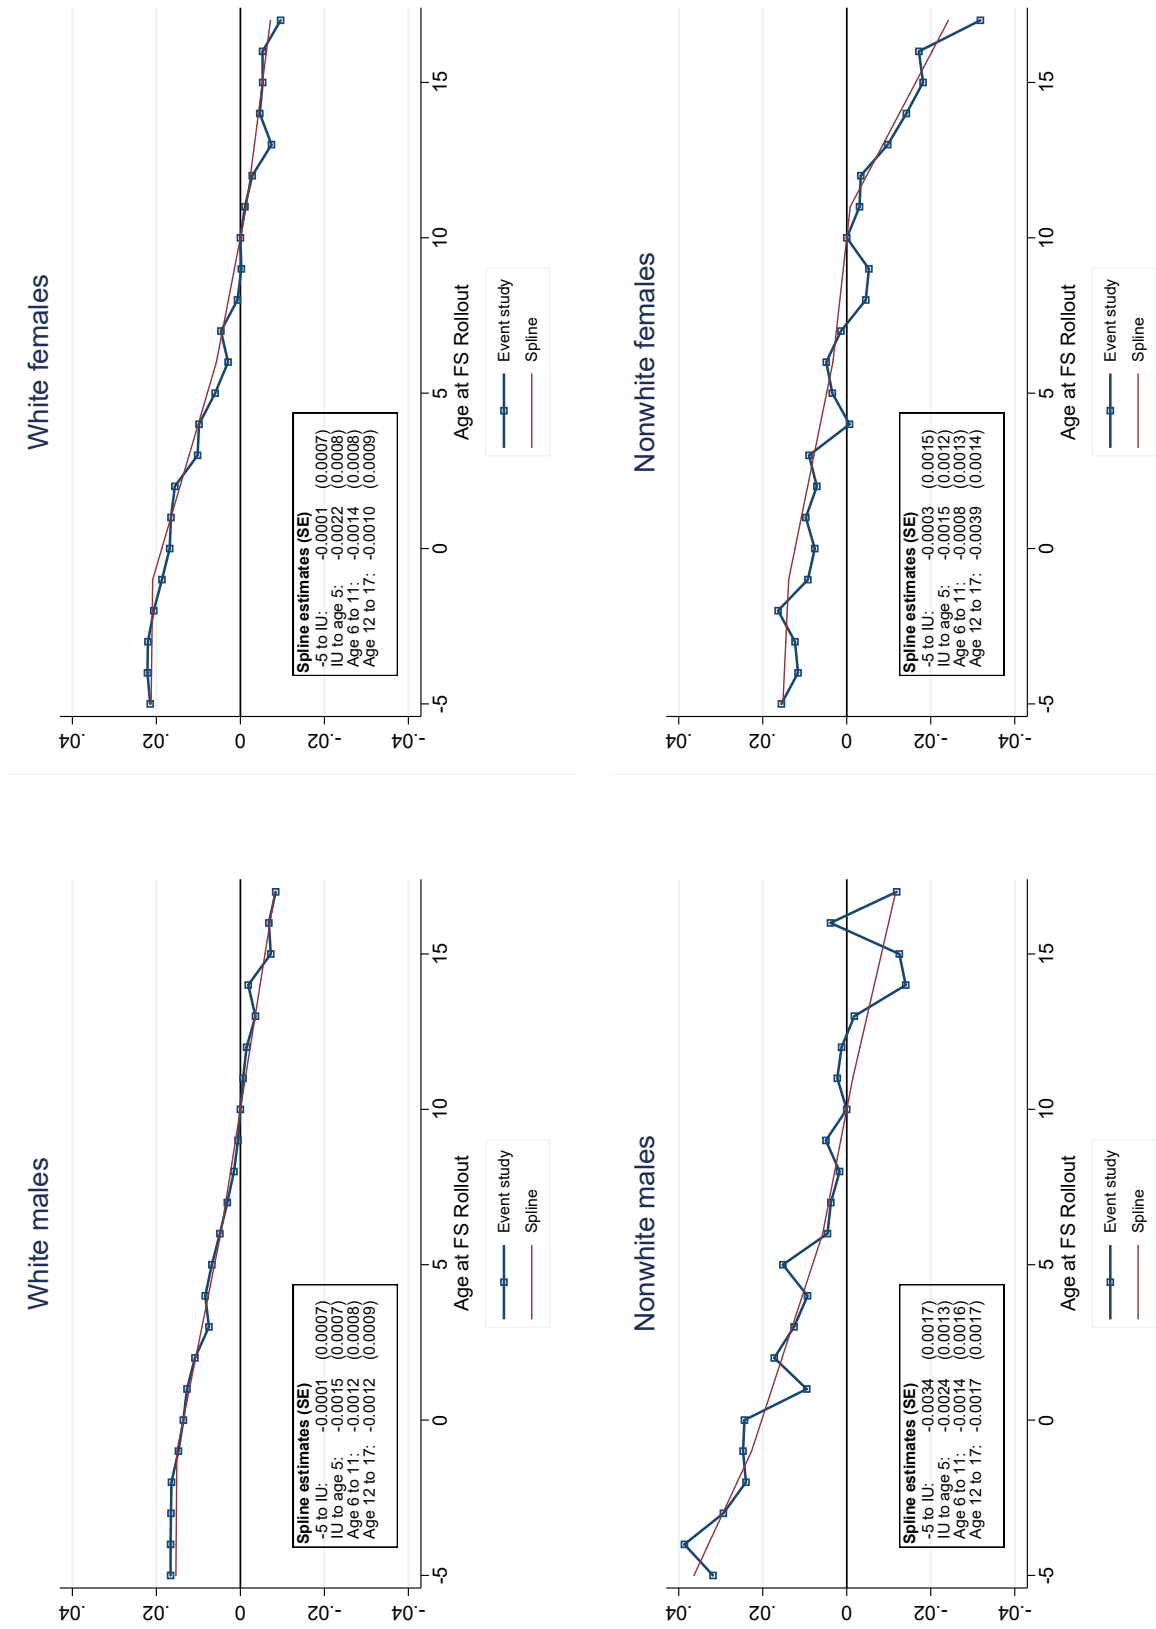 White males
.04
.02
0
-.02
-.04
Spline estimates (SE)
-5 to IU: -0.0001 (0.0007)
IU to age 5: -0.0015 (0.0007)
Age 6 to 11: -0.0012 (0.0008)
Age 12 to 17: -0.0012 (0.0009)
-5 0 5 10 15
Age at FS Rollout
Event study
Spline
White females
.04
.02
0
-.02
-.04
Spline estimates (SE)
-5 to IU: -0.0001 (0.0007)
IU to age 5: -0.0022 (0.0008)
Age 6 to 11: -0.0014 (0.0008)
Age 12 to 17: -0.0010 (0.0009)
-5 0 5 10 15
Age at FS Rollout
Event study
Spline
Nonwhite males
.04
.02
0
-.02
-.04
Spline estimates (SE)
-5 to IU: -0.0034 (0.0017)
IU to age 5: -0.0024 (0.0013)
Age 6 to 11: -0.0014 (0.0016)
Age 12 to 17: -0.0017 (0.0017)
-5 0 5 10 15
Age at FS Rollout
Event study
Spline
Nonwhite females
.04
.02
0
-.02
-.04
Spline estimates (SE)
-5 to IU: -0.0003 (0.0015)
IU to age 5: -0.0015 (0.0012)
Age 6 to 11: -0.0008 (0.0013)
Age 12 to 17: -0.0039 (0.0014)
-5 0 5 10 15
Age at FS Rollout
Event study
Spline